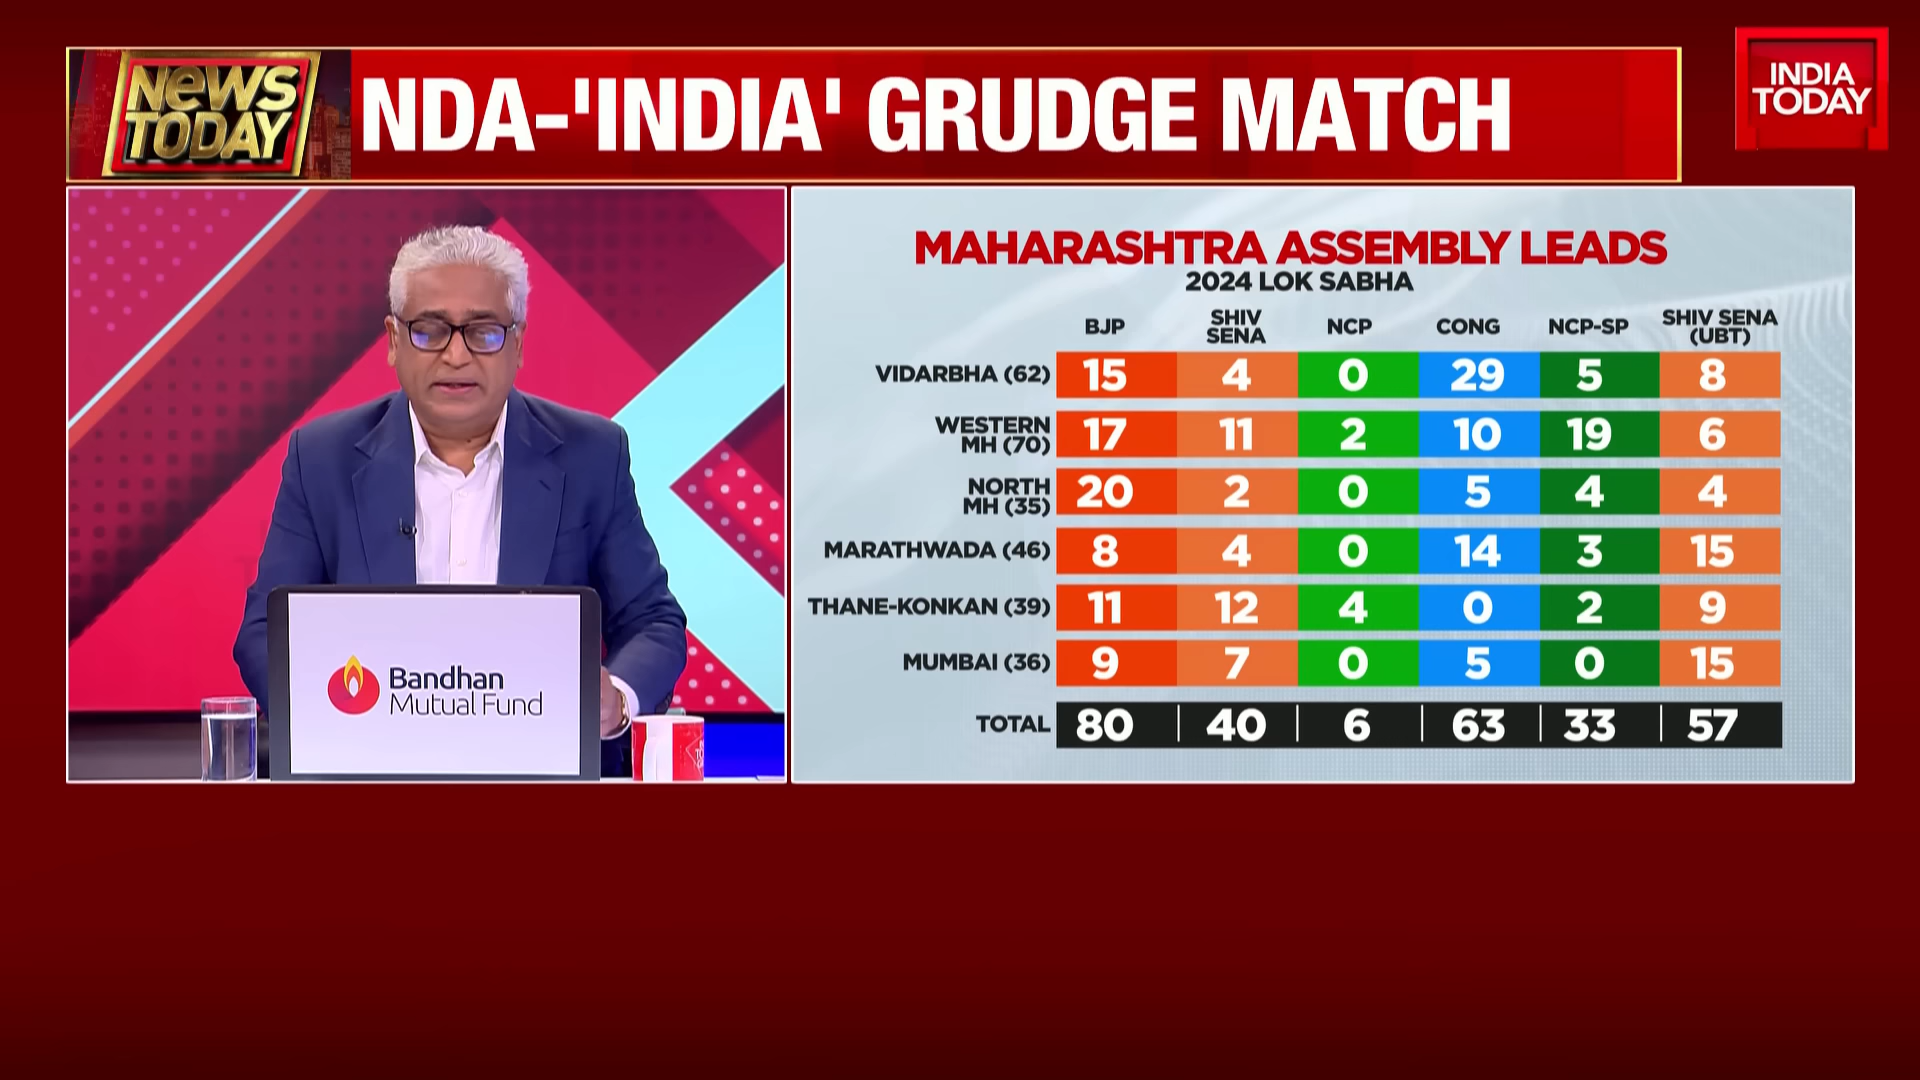 NEWS
TODAY
NDA-'INDIA' GRUDGE MATCH
INDIA
TODAY
MAHARASHTRA ASSEMBLY LEADS
2024 LOK SABHA
BJP SHIV SENA NCP CONG NCP-SP SHIV SENA (UBT)
VIDARBHA (62) 15 4 0 29 5 8
WESTERN MH (70) 17 11 2 10 19 6
NORTH MH (35) 20 2 0 5 4 4
MARATHWADA (46) 8 4 0 14 3 15
THANE-KONKAN (39) 11 12 4 0 2 9
MUMBAI (36) 9 7 0 5 0 15
TOTAL 80 40 6 63 33 57
Bandhan
Mutual Fund